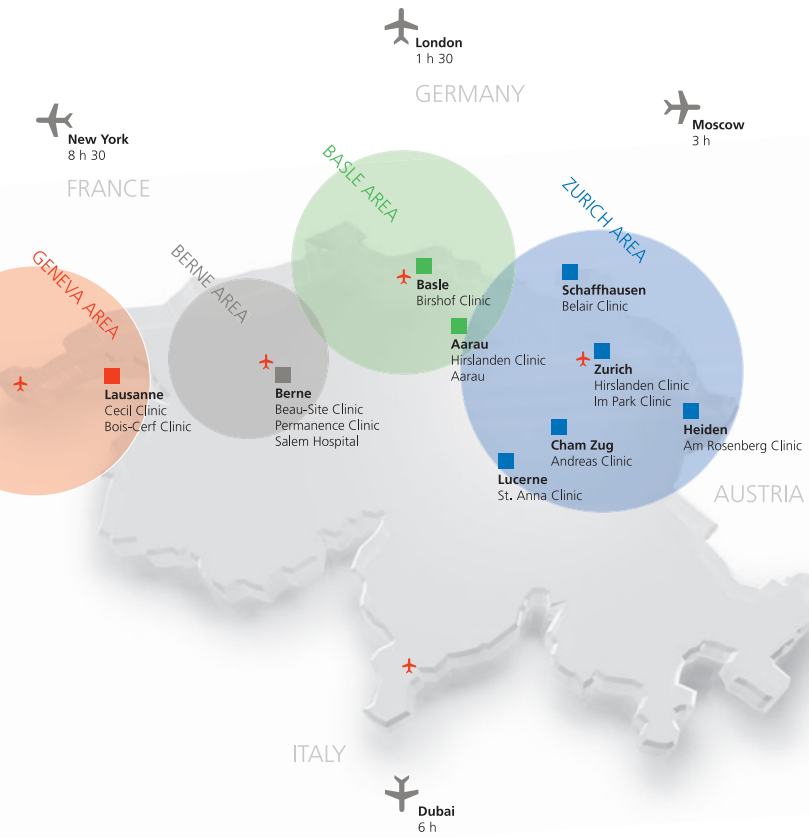 London
1 h 30
GERMANY
New York
8 h 30
Moscow
3 h
FRANCE
BASLE AREA
ZURICH AREA
BERNE AREA
GENEVA AREA
Basle
Birshof Clinic
Schaffhausen
Belair Clinic
Aarau
Hirslanden Clinic
Aarau
Zurich
Hirslanden Clinic
Im Park Clinic
Lausanne
Cecil Clinic
Bois-Cerf Clinic
Berne
Beau-Site Clinic
Permanence Clinic
Salem Hospital
Heiden
Am Rosenberg Clinic
Cham Zug
Andreas Clinic
Lucerne
St. Anna Clinic
AUSTRIA
ITALY
Dubai
6 h